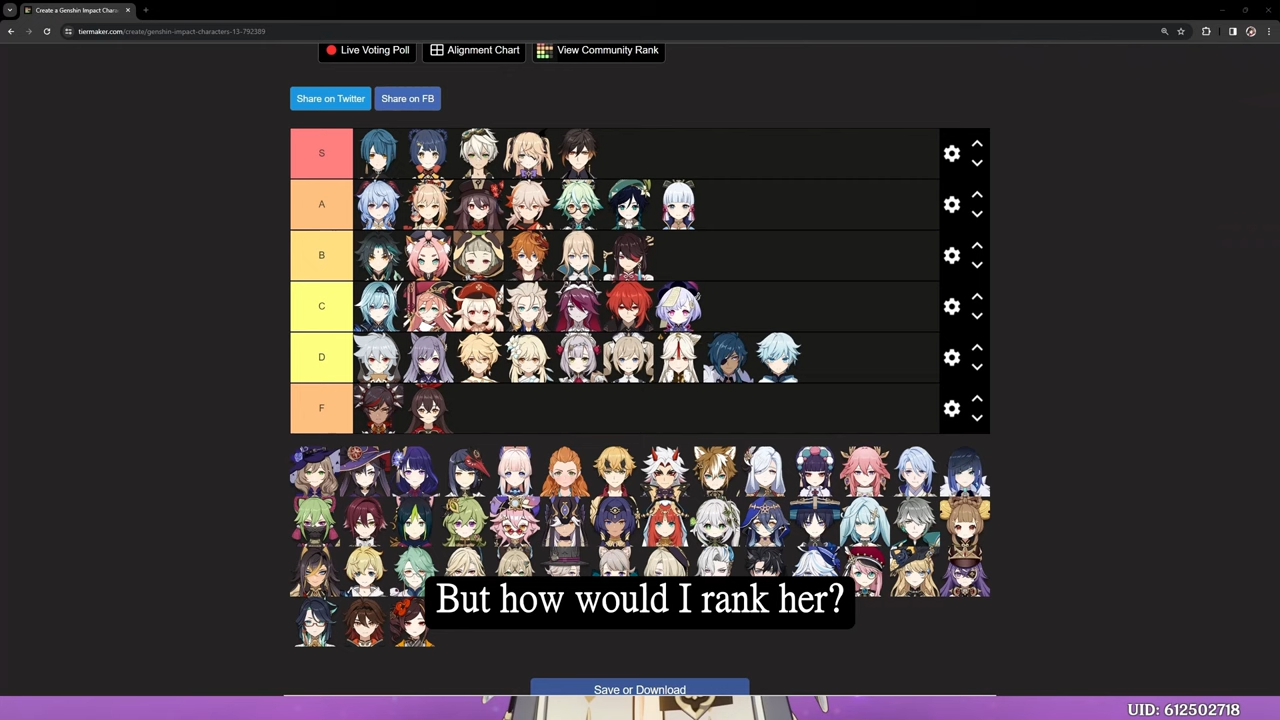 Create a Genshin Impact Chara
tiermaker.com/create/genshin-impact-characters-13-792389
Live Voting Poll
Alignment Chart
View Community Rank
Share on Twitter
Share on FB
S
A
B
C
D
F
But how would I rank her?
Save or Download
UID: 612502718